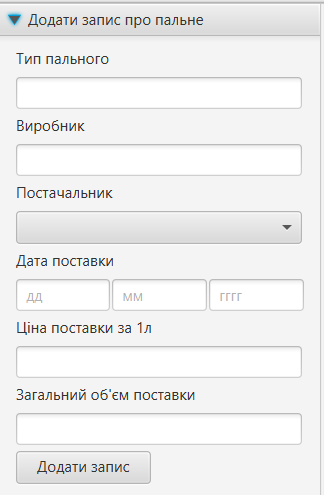 Додати запис про пальне
Тип пального
Виробник
Постачальник
Дата поставки
дд мм гггг
Ціна поставки за 1л
Загальний об'єм поставки
Додати запис